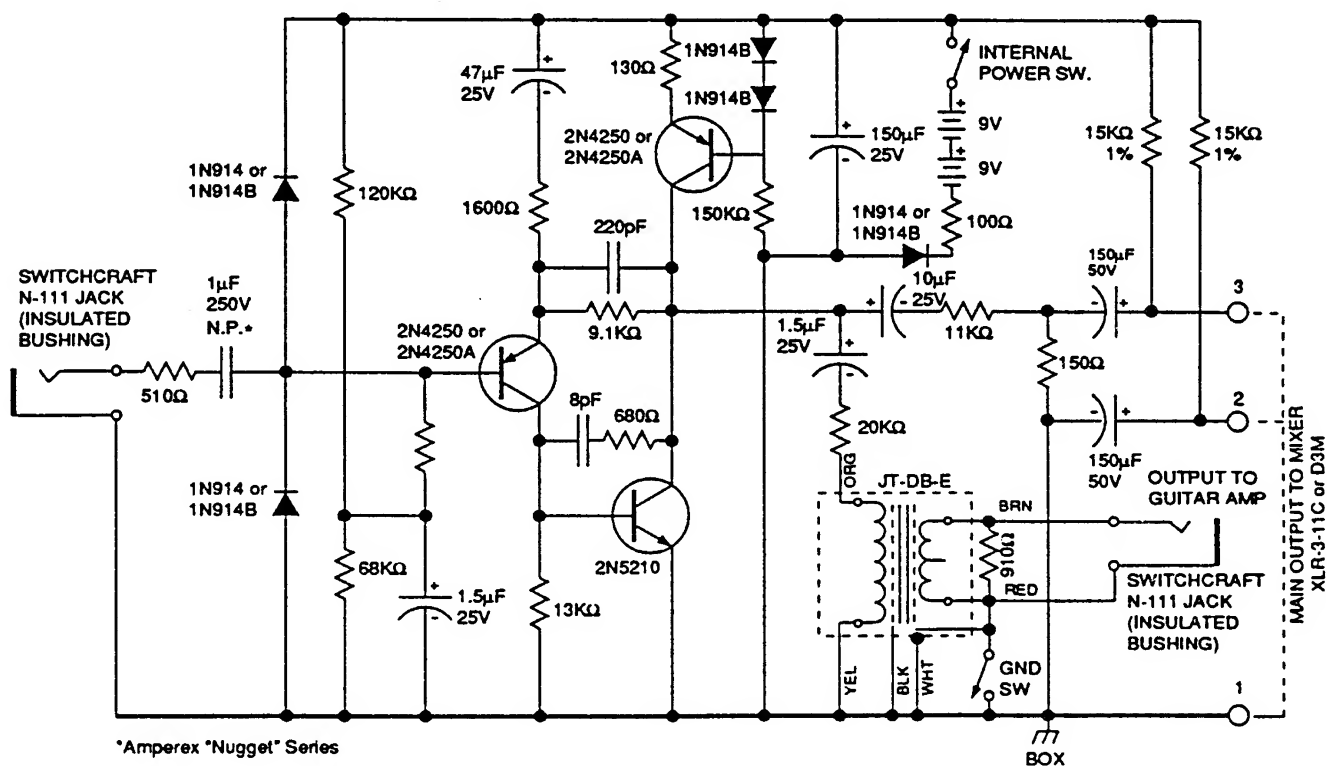 1N914B
1N914B
130Ω
47µF
25V
+
-
INTERNAL
POWER SW.
+
9V
+
9V
+
150µF
25V
-
15KΩ
1%
15KΩ
1%
2N4250 or
2N4250A
1N914 or
1N914B
120KΩ
1600Ω
150KΩ
1N914 or
1N914B
100Ω
220pF
SWITCHCRAFT
N-111 JACK
(INSULATED
BUSHING)
1µF
250V
N.P.*
510Ω
2N4250 or
2N4250A
9.1KΩ
10µF
25V
+
-
11KΩ
150µF
50V
-
+
3
1.5µF
25V
+
-
150Ω
8pF
680Ω
20KΩ
2
-
+
150µF
50V
1N914 or
1N914B
ORG
JT-DB-E
OUTPUT TO
GUITAR AMP
BRN
910Ω
RED
2N5210
68KΩ
+
1.5µF
25V
-
13KΩ
SWITCHCRAFT
N-111 JACK
(INSULATED
BUSHING)
MAIN OUTPUT TO MIXER
XLR-3-11C or D3M
YEL
BLK
WHT
GND
SW
1
BOX
*Amperex "Nugget" Series